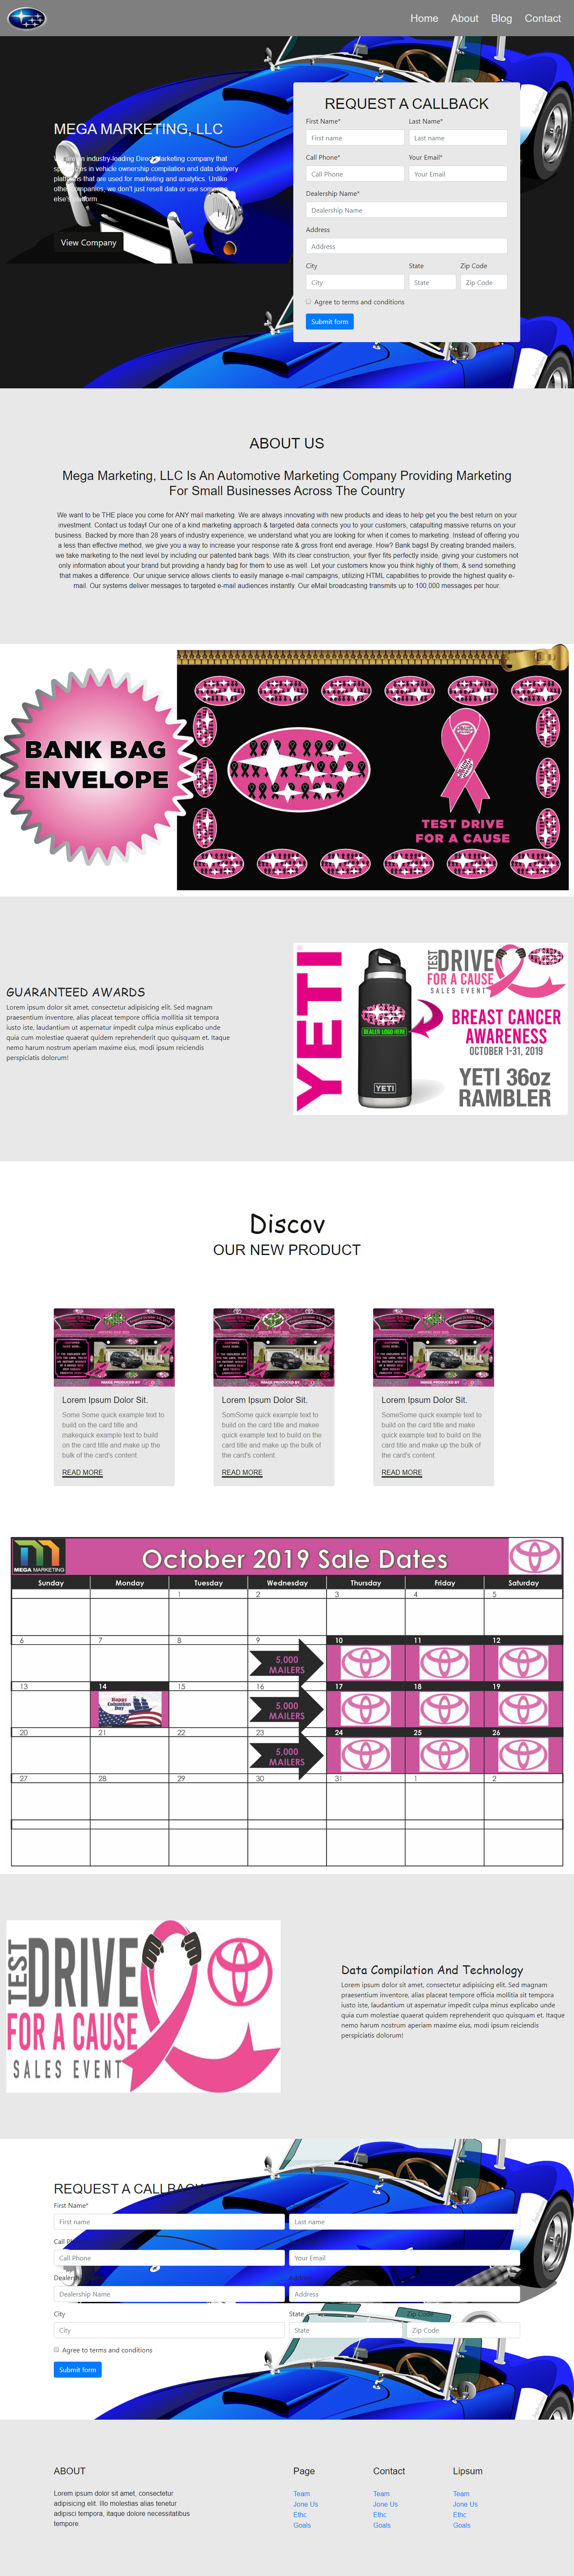 Home About Blog Contact
MEGA MARKETING, LLC
We are an industry-leading Direct Marketing company that
specializes in vehicle ownership compilation and data delivery
platforms that are used for marketing and analytics. Unlike
other companies, we don't just resell data or use someone
else's platform.
View Company
REQUEST A CALLBACK
First Name* Last Name*
First name Last name
Call Phone* Your Email*
Call Phone Your Email
Dealership Name*
Dealership Name
Address
Address
City State Zip Code
City State Zip Code
Agree to terms and conditions
Submit form
ABOUT US
Mega Marketing, LLC Is An Automotive Marketing Company Providing Marketing
For Small Businesses Across The Country
We want to be THE place you come for ANY mail marketing. We are always innovating with new products and ideas to help get you the best return on your
investment. Contact us today! Our one of a kind marketing approach & targeted data connects you to your customers, catapulting massive returns on your
business. Backed by more than 28 years of industry experience, we understand what you are looking for when it comes to marketing. Instead of offering you
a less than effective method, we give you a way to increase your response rate & gross front end average. How? Bank bags! By creating branded mailers,
we take marketing to the next level by including our patented bank bags. With its clear construction, your flyer fits perfectly inside, giving your customers not
only information about your brand but providing a handy bag for them to use as well. Let your customers know you think highly of them, & send something
that makes a difference. Our unique service allows clients to easily manage e-mail campaigns, utilizing HTML capabilities to provide the highest quality e-
mail. Our systems deliver messages to targeted e-mail audiences instantly. Our eMail broadcasting transmits up to 100,000 messages per hour.
BANK BAG
ENVELOPE
TEST DRIVE
FOR A CAUSE
GUARANTEED AWARDS
Lorem ipsum dolor sit amet, consectetur adipisicing elit. Sed magnam
praesentium inventore, alias placeat tempore officia mollitia sit tempora
iusto iste, laudantium ut aspernatur impedit culpa minus explicabo unde
quia cum molestiae quaerat quidem reprehenderit quo quisquam et. Itaque
nemo harum nostrum aperiam maxime eius, modi ipsum reiciendis
perspiciatis dolorum!
YETI
DEALER LOGO HERE
YETI
TEST DRIVE
FOR A CAUSE
SALES EVENT
BREAST CANCER
AWARENESS
OCTOBER 1-31, 2019
YETI 36oz
RAMBLER
Discov
OUR NEW PRODUCT
Lorem Ipsum Dolor Sit.
Some Some quick example text to
build on the card title and
makequick example text to build
on the card title and make up the
bulk of the card's content.
READ MORE
Lorem Ipsum Dolor Sit.
SomSome quick example text to
build on the card title and makee
quick example text to build on the
card title and make up the bulk of
the card's content.
READ MORE
Lorem Ipsum Dolor Sit.
SomeSome quick example text to
build on the card title and make
quick example text to build on the
card title and make up the bulk of
the card's content.
READ MORE
MEGA MARKETING
October 2019 Sale Dates
Sunday Monday Tuesday Wednesday Thursday Friday Saturday
1 2 3 4 5
6 7 8 9 10 11 12
5,000
MAILERS
13 14 15 16 17 18 19
Happy
Columbus
Day
5,000
MAILERS
20 21 22 23 24 25 26
5,000
MAILERS
27 28 29 30 31 1 2
TEST DRIVE
FOR A CAUSE
SALES EVENT
Data Compilation And Technology
Lorem ipsum dolor sit amet, consectetur adipisicing elit. Sed magnam
praesentium inventore, alias placeat tempore officia mollitia sit tempora
iusto iste, laudantium ut aspernatur impedit culpa minus explicabo unde
quia cum molestiae quaerat quidem reprehenderit quo quisquam et. Itaque
nemo harum nostrum aperiam maxime eius, modi ipsum reiciendis
perspiciatis dolorum!
REQUEST A CALLBACK
First Name*
First name Last name
Call Phone Your Email
Dealership Name Address
City State Zip Code
City State Zip Code
Agree to terms and conditions
Submit form
ABOUT
Lorem ipsum dolor sit amet, consectetur
adipisicing elit. Illo molestias alias tenetur
adipisci tempora, itaque dolore necessitatibus
tempore.
Page
Team
Jone Us
Ethc
Goals
Contact
Team
Jone Us
Ethc
Goals
Lipsum
Team
Jone Us
Ethc
Goals